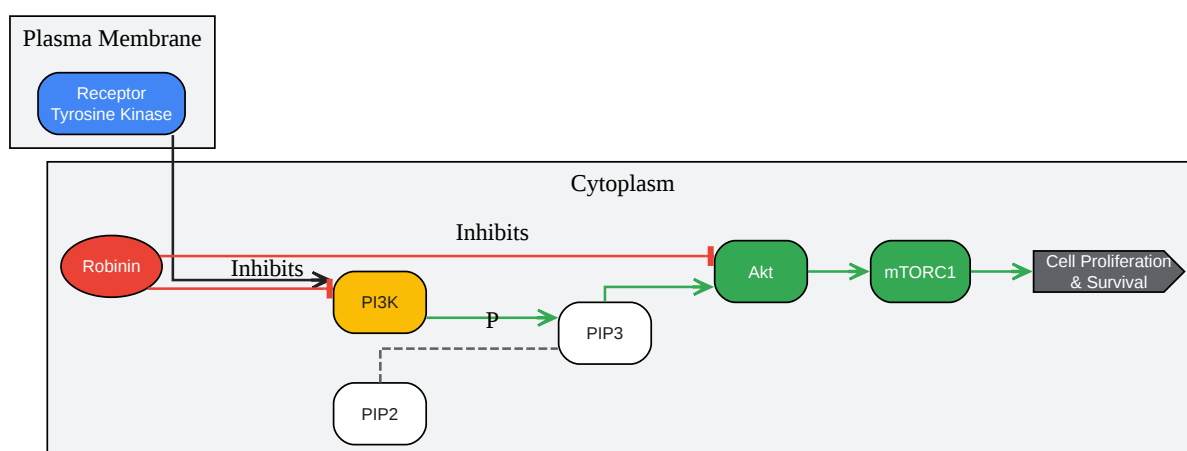 Plasma Membrane
Receptor
Tyrosine Kinase
Cytoplasm
Inhibits
Robinin
Inhibits
PI3K
P
PIP3
Akt
mTORC1
Cell Proliferation
& Survival
PIP2